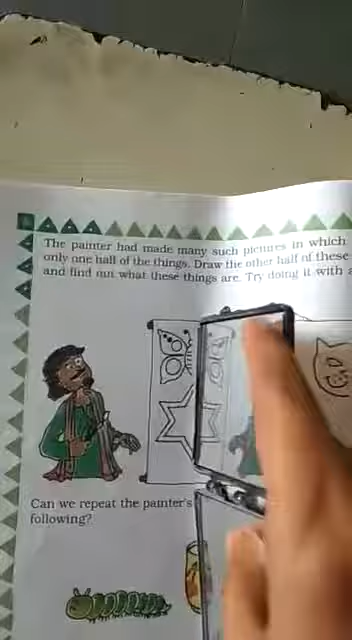 The painter had made many such pictures in which
only one half of the things. Draw the other half of these
and find out what these things are. Try doing it with a
Can we repeat the painter's
following?